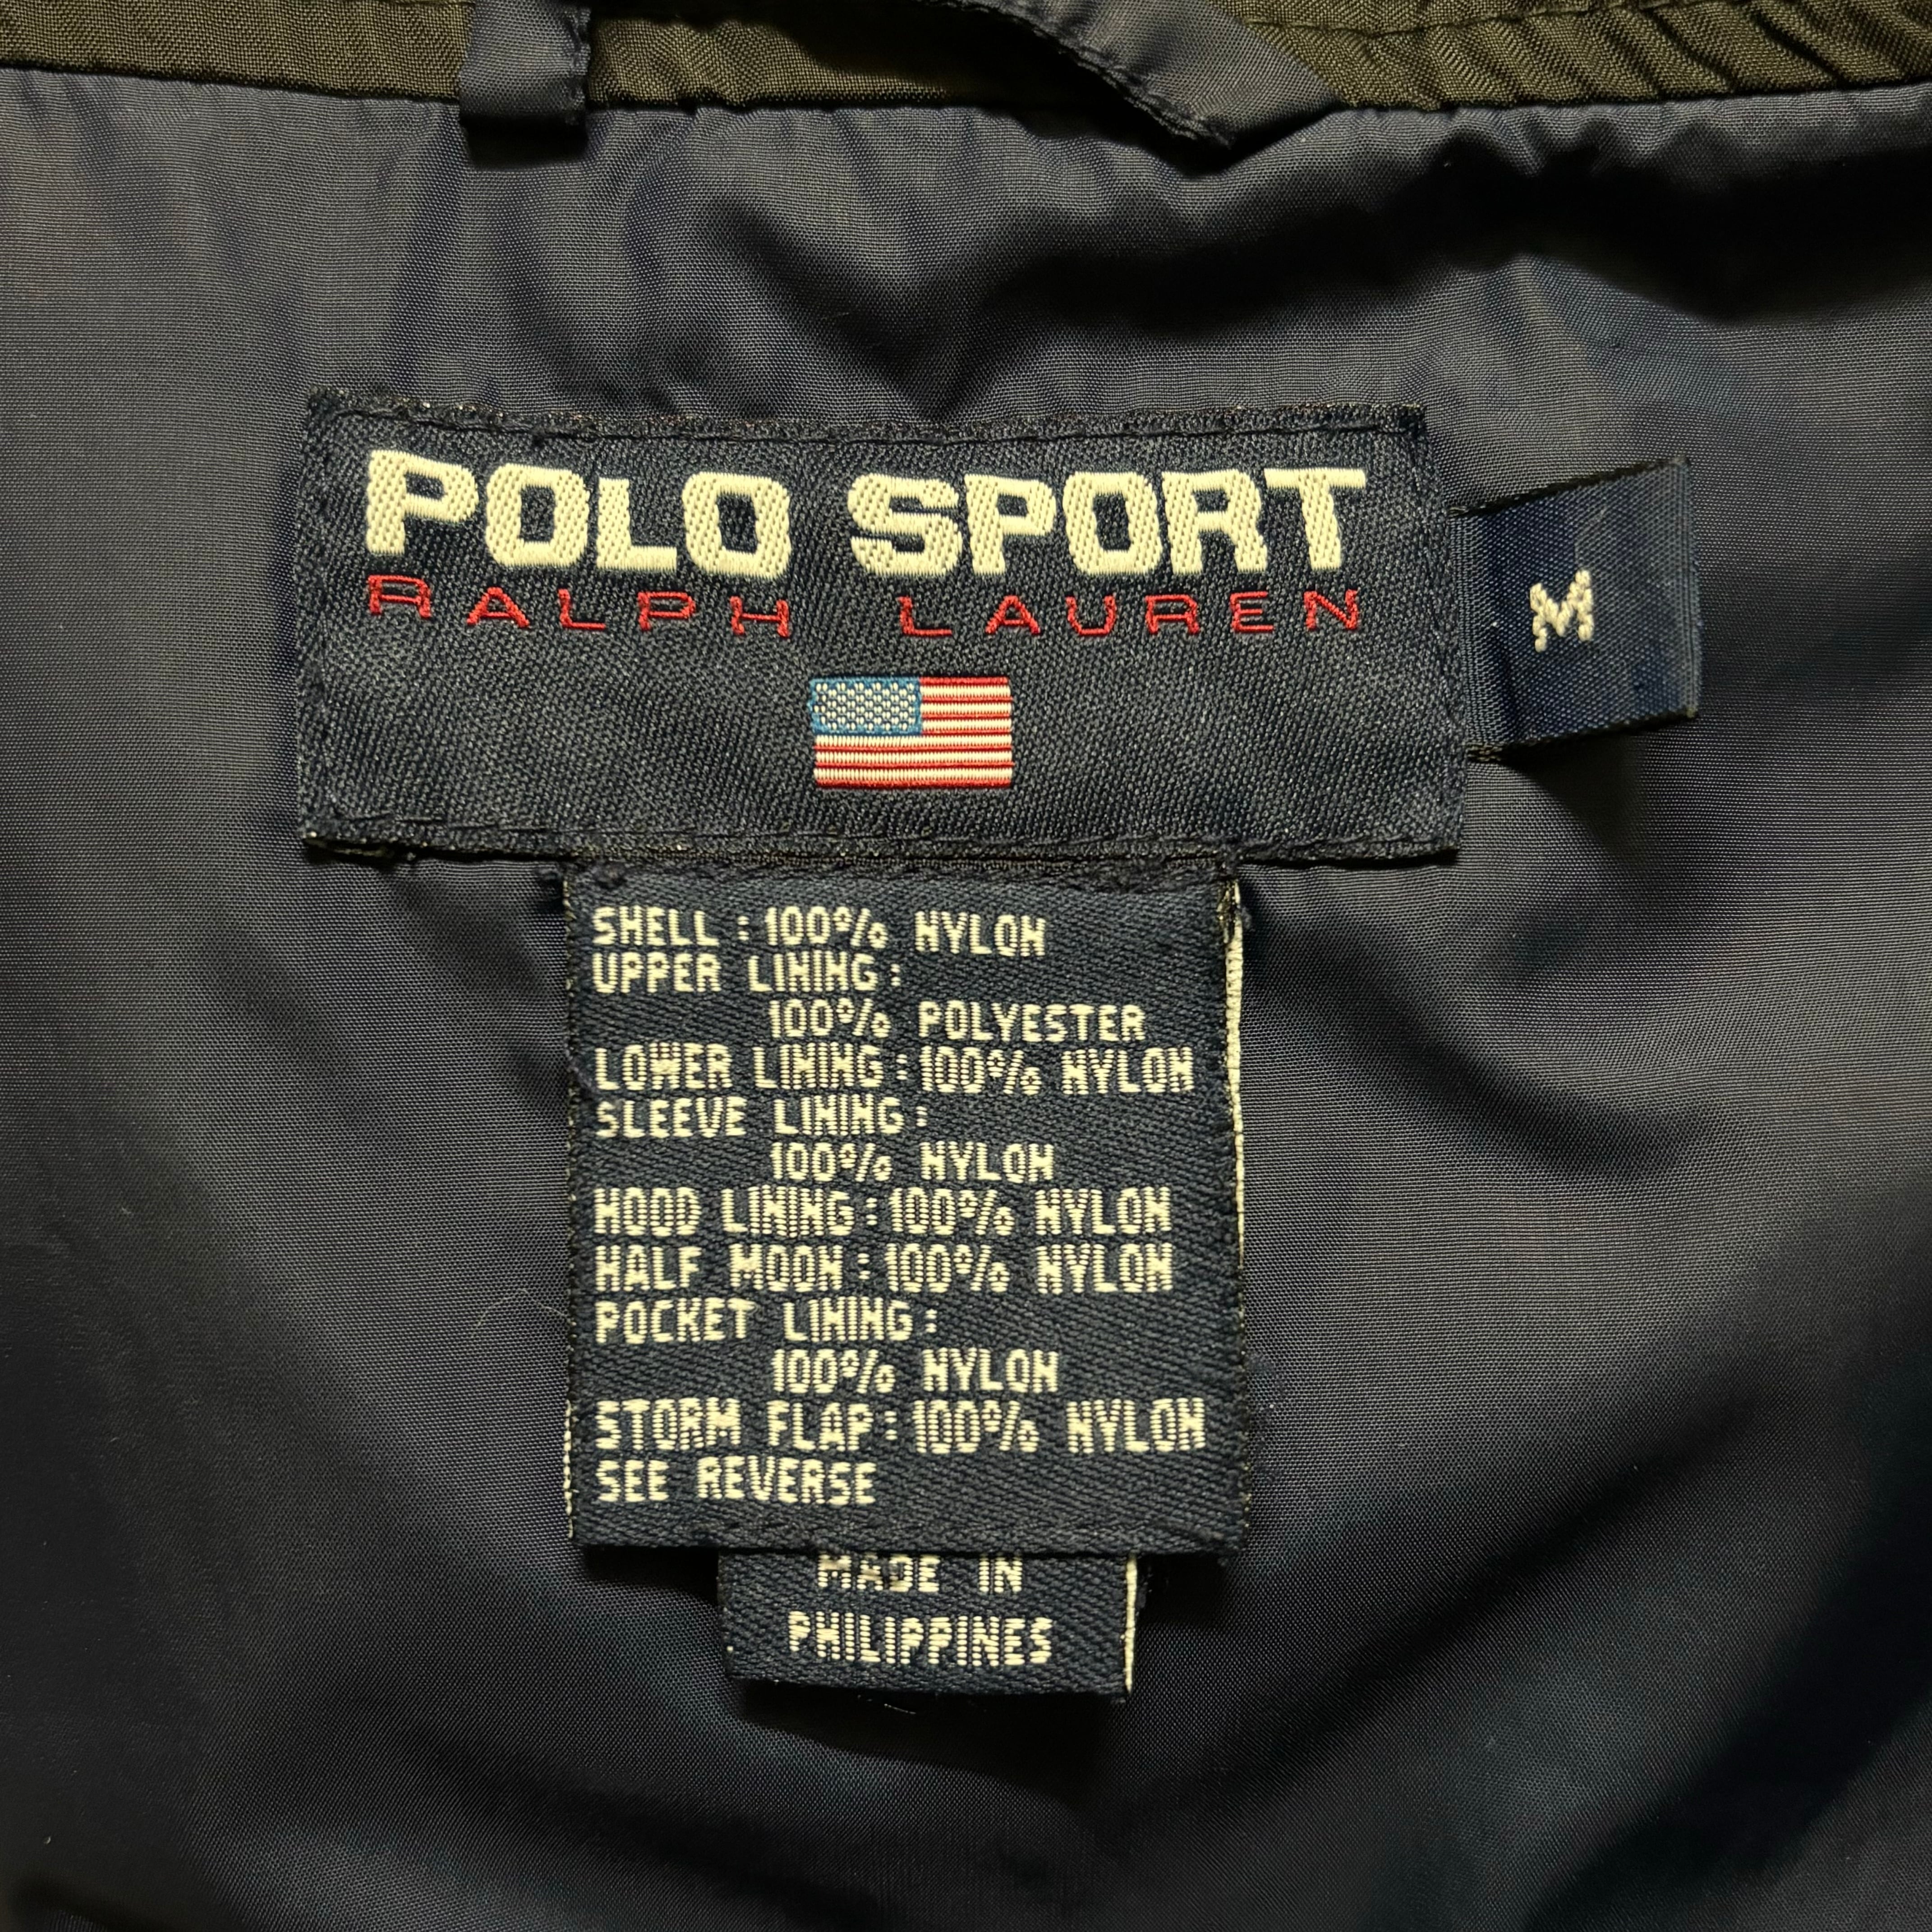 POLO SPORT
RALPH LAUREN
M
SHELL : 100% NYLON
UPPER LINING :
100% POLYESTER
LOWER LINING : 100% NYLON
SLEEVE LINING :
100% NYLON
HOOD LINING : 100% NYLON
HALF MOON : 100% NYLON
POCKET LINING :
100% NYLON
STORM FLAP : 100% NYLON
SEE REVERSE
MADE IN
PHILIPPINES